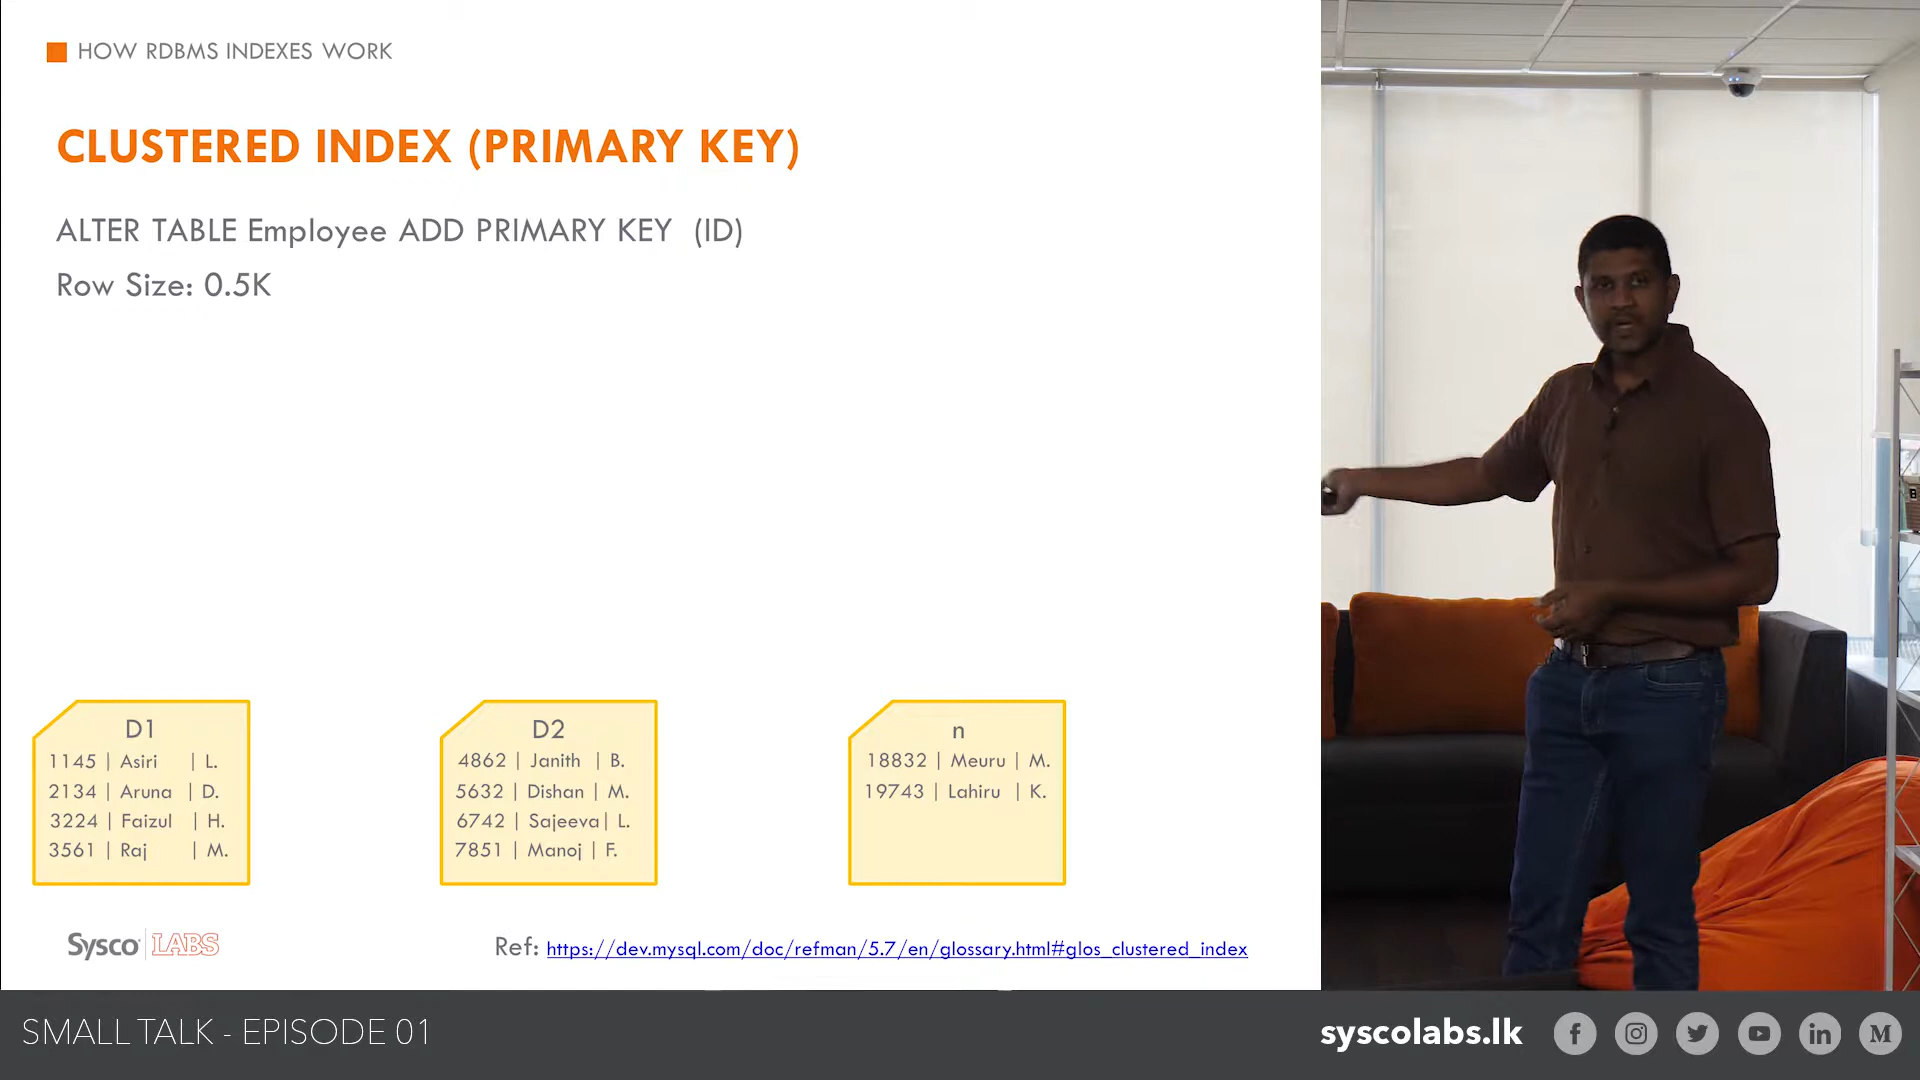 HOW RDBMS INDEXES WORK
CLUSTERED INDEX (PRIMARY KEY)
ALTER TABLE Employee ADD PRIMARY KEY (ID)
Row Size: 0.5K
D1
1145 | Asiri | L.
2134 | Aruna | D.
3224 | Faizul | H.
3561 | Raj | M.
D2
4862 | Janith | B.
5632 | Dishan | M.
6742 | Sajeeva | L.
7851 | Manoj | F.
n
18832 | Meuru | M.
19743 | Lahiru | K.
Sysco LABS
Ref: https://dev.mysql.com/doc/refman/5.7/en/glossary.html#glos_clustered_index
SMALL TALK - EPISODE 01
syscolabs.lk